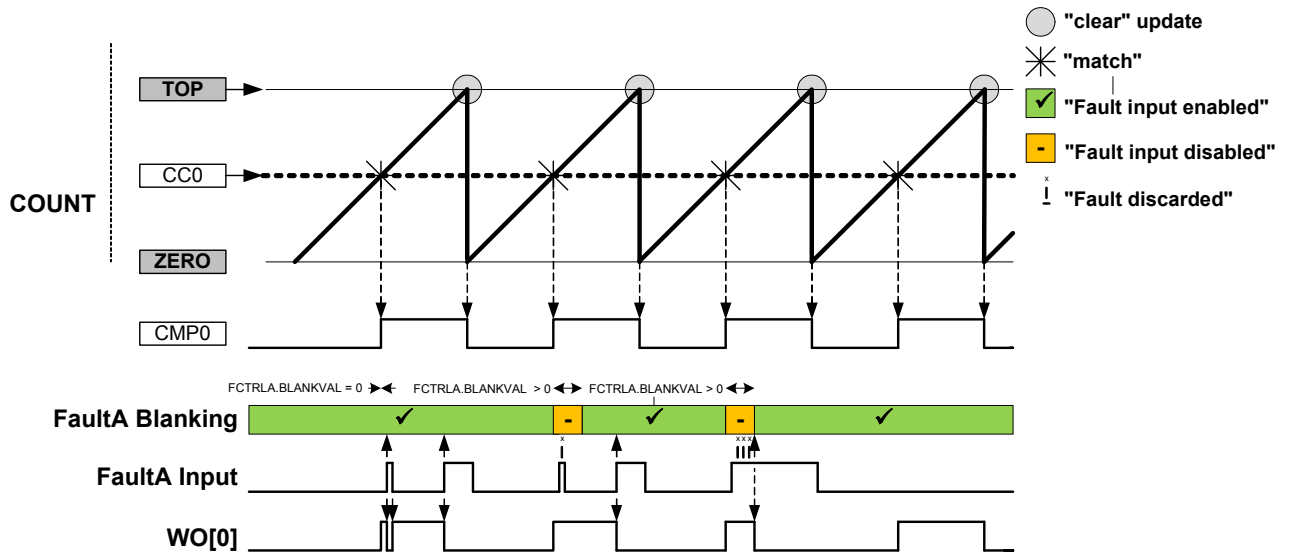 "clear" update
"match"
"Fault input enabled"
"Fault input disabled"
"Fault discarded"
TOP
CC0
COUNT
ZERO
CMP0
FCTRLA.BLANKVAL = 0 FCTRLA.BLANKVAL > 0 FCTRLA.BLANKVAL > 0
FaultA Blanking
- -
x xxx
FaultA Input
WO[0]